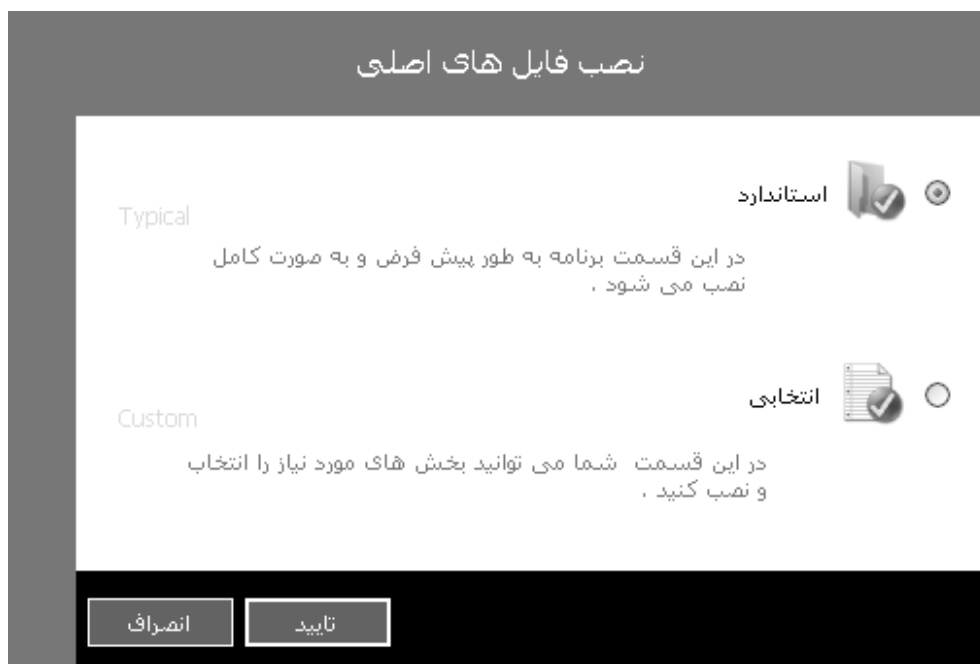 نصب فایل های اصلی
استاندارد
Typical
در این قسمت برنامه به طور پیش فرض و به صورت کامل
نصب می شود .
انتخابی
Custom
در این قسمت شما می توانید بخش های مورد نیاز را انتخاب
و نصب کنید .
تایید
انصراف